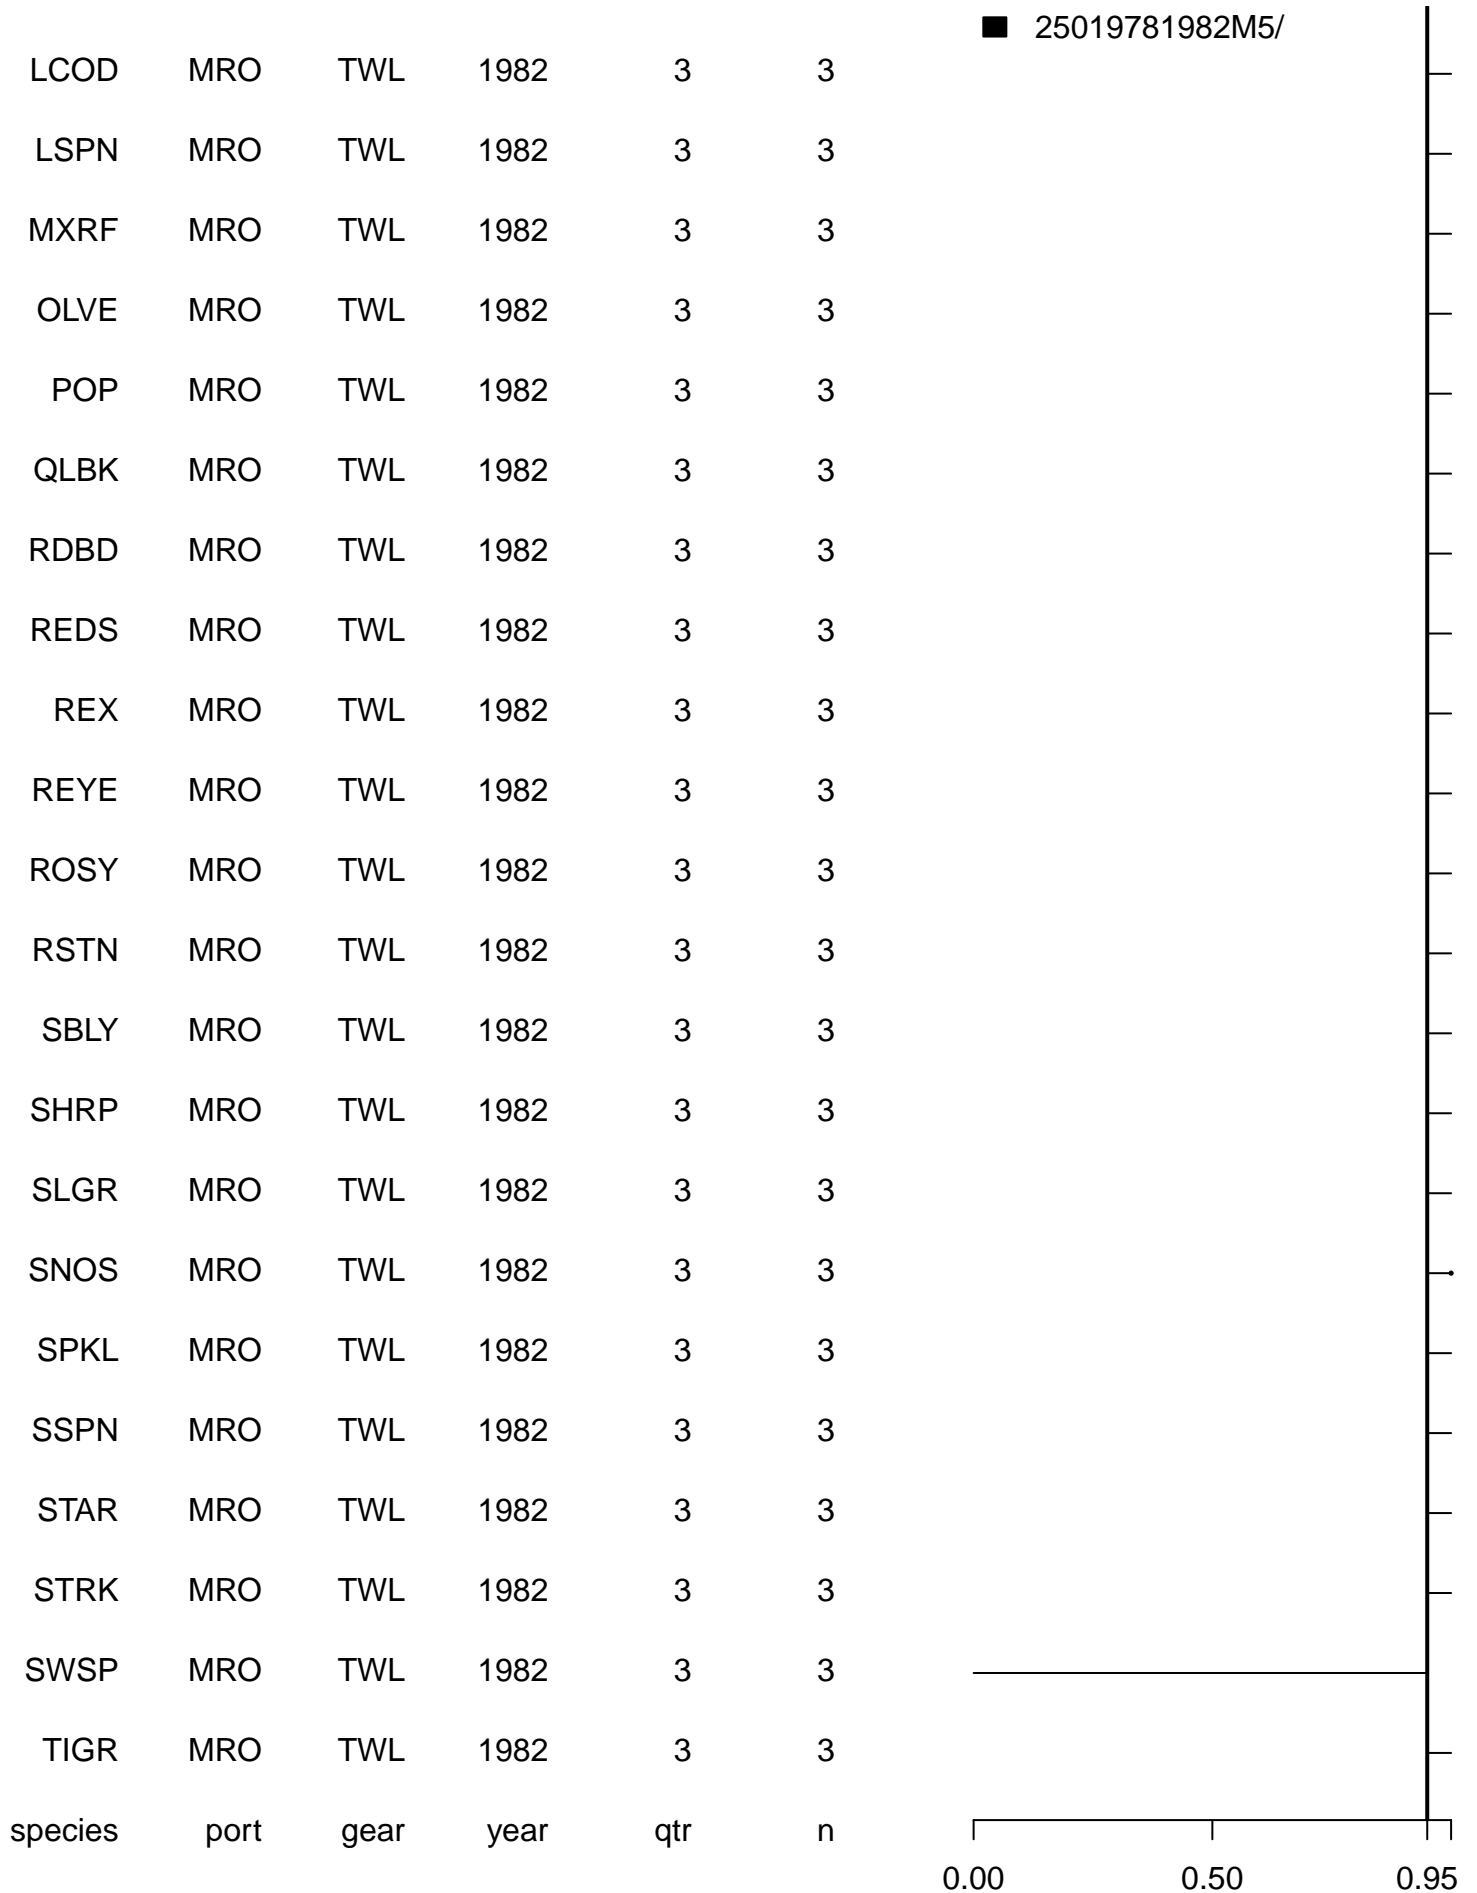 25019781982M5/
LCOD MRO TWL 1982 3 3
LSPN MRO TWL 1982 3 3
MXRF MRO TWL 1982 3 3
OLVE MRO TWL 1982 3 3
POP MRO TWL 1982 3 3
QLBK MRO TWL 1982 3 3
RDBD MRO TWL 1982 3 3
REDS MRO TWL 1982 3 3
REX MRO TWL 1982 3 3
REYE MRO TWL 1982 3 3
ROSY MRO TWL 1982 3 3
RSTN MRO TWL 1982 3 3
SBLY MRO TWL 1982 3 3
SHRP MRO TWL 1982 3 3
SLGR MRO TWL 1982 3 3
SNOS MRO TWL 1982 3 3
SPKL MRO TWL 1982 3 3
SSPN MRO TWL 1982 3 3
STAR MRO TWL 1982 3 3
STRK MRO TWL 1982 3 3
SWSP MRO TWL 1982 3 3
TIGR MRO TWL 1982 3 3
species port gear year qtr n
0.00 0.50 0.95